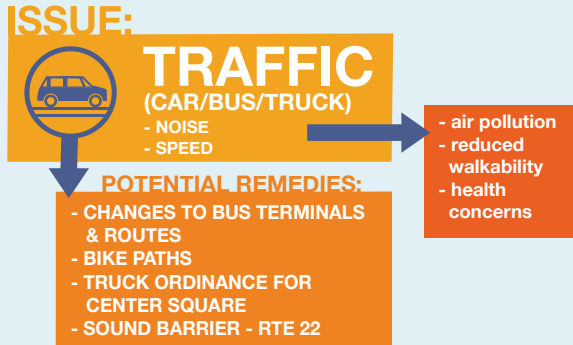 ISSUE:
TRAFFIC
(CAR/BUS/TRUCK)
- NOISE
- SPEED
- air pollution
- reduced
walkability
- health
concerns
POTENTIAL REMEDIES:
- CHANGES TO BUS TERMINALS
& ROUTES
- BIKE PATHS
- TRUCK ORDINANCE FOR
CENTER SQUARE
- SOUND BARRIER - RTE 22